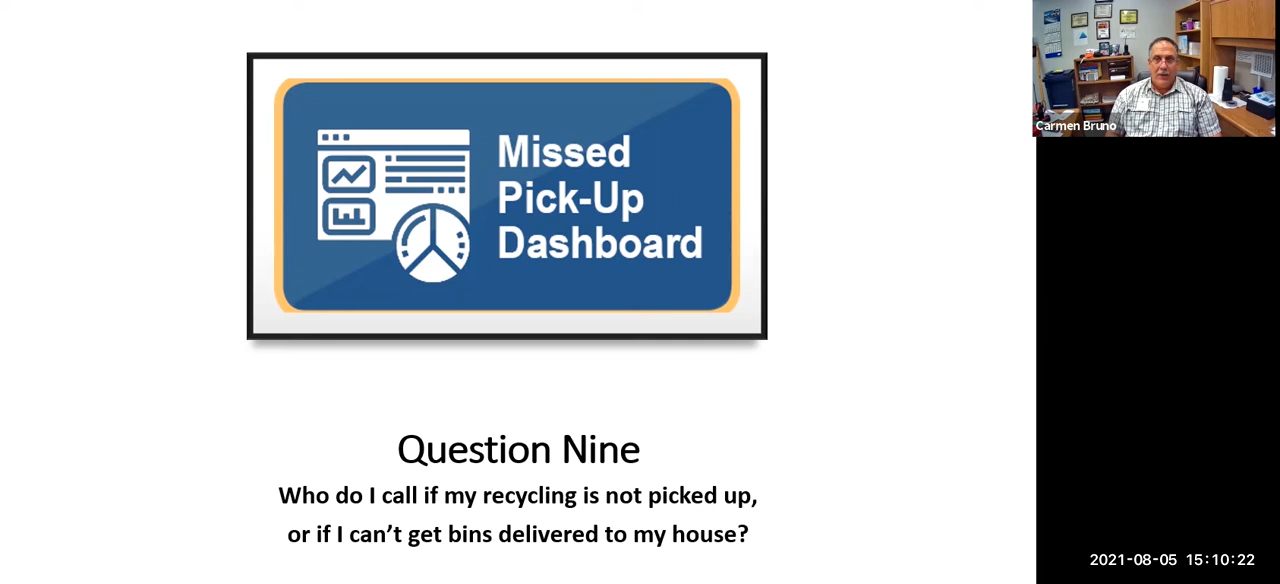 Missed
Pick-Up
Dashboard
Carmen Bruno
Question Nine
Who do I call if my recycling is not picked up,
or if I can’t get bins delivered to my house?
2021-08-05 15:10:22